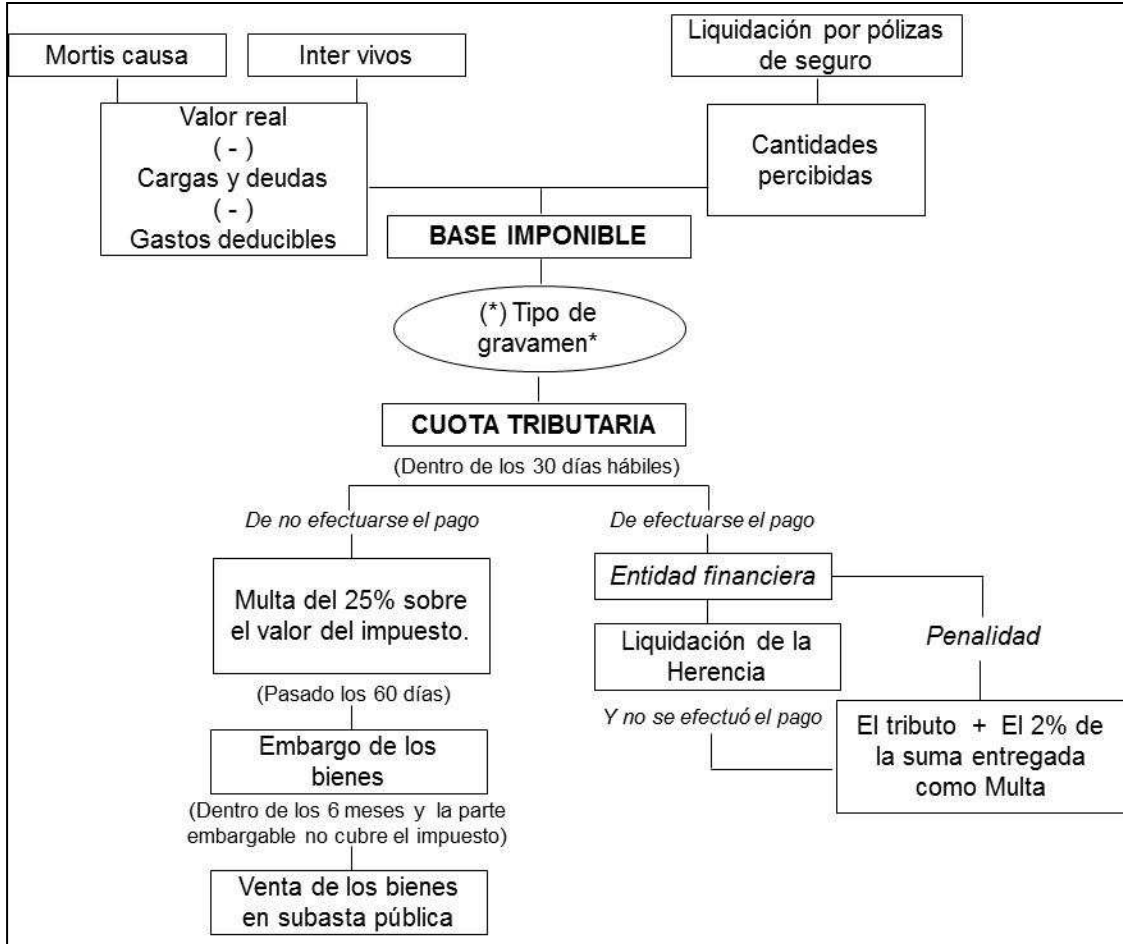 Mortis causa
Inter vivos
Liquidación por pólizas
de seguro
Valor real
( - )
Cargas y deudas
( - )
Gastos deducibles
Cantidades
percibidas
BASE IMPONIBLE
(*) Tipo de
gravamen*
CUOTA TRIBUTARIA
(Dentro de los 30 días hábiles)
De no efectuarse el pago
Multa del 25% sobre
el valor del impuesto.
(Pasado los 60 días)
Embargo de los
bienes
(Dentro de los 6 meses y la parte
embargable no cubre el impuesto)
Venta de los bienes
en subasta pública
De efectuarse el pago
Entidad financiera
Liquidación de la
Herencia
Y no se efectuó el pago
Penalidad
El tributo + El 2% de
la suma entregada
como Multa